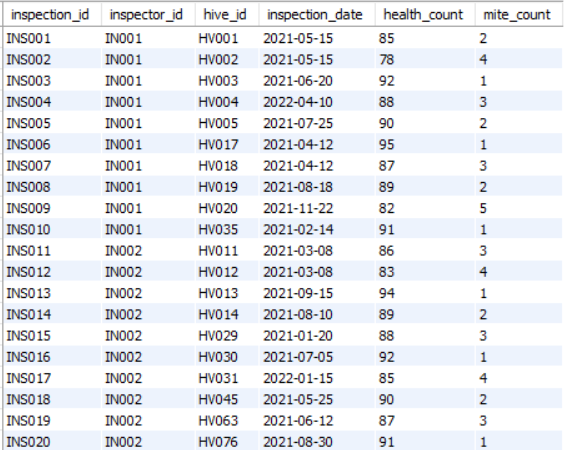 inspection_id inspector_id hive_id inspection_date health_count mite_count
INS001 IN001 HV001 2021-05-15 85 2
INS002 IN001 HV002 2021-05-15 78 4
INS003 IN001 HV003 2021-06-20 92 1
INS004 IN001 HV004 2022-04-10 88 3
INS005 IN001 HV005 2021-07-25 90 2
INS006 IN001 HV017 2021-04-12 95 1
INS007 IN001 HV018 2021-04-12 87 3
INS008 IN001 HV019 2021-08-18 89 2
INS009 IN001 HV020 2021-11-22 82 5
INS010 IN001 HV035 2021-02-14 91 1
INS011 IN002 HV011 2021-03-08 86 3
INS012 IN002 HV012 2021-03-08 83 4
INS013 IN002 HV013 2021-09-15 94 1
INS014 IN002 HV014 2021-08-10 89 2
INS015 IN002 HV029 2021-01-20 88 3
INS016 IN002 HV030 2021-07-05 92 1
INS017 IN002 HV031 2022-01-15 85 4
INS018 IN002 HV045 2021-05-25 90 2
INS019 IN002 HV063 2021-06-12 87 3
INS020 IN002 HV076 2021-08-30 91 1